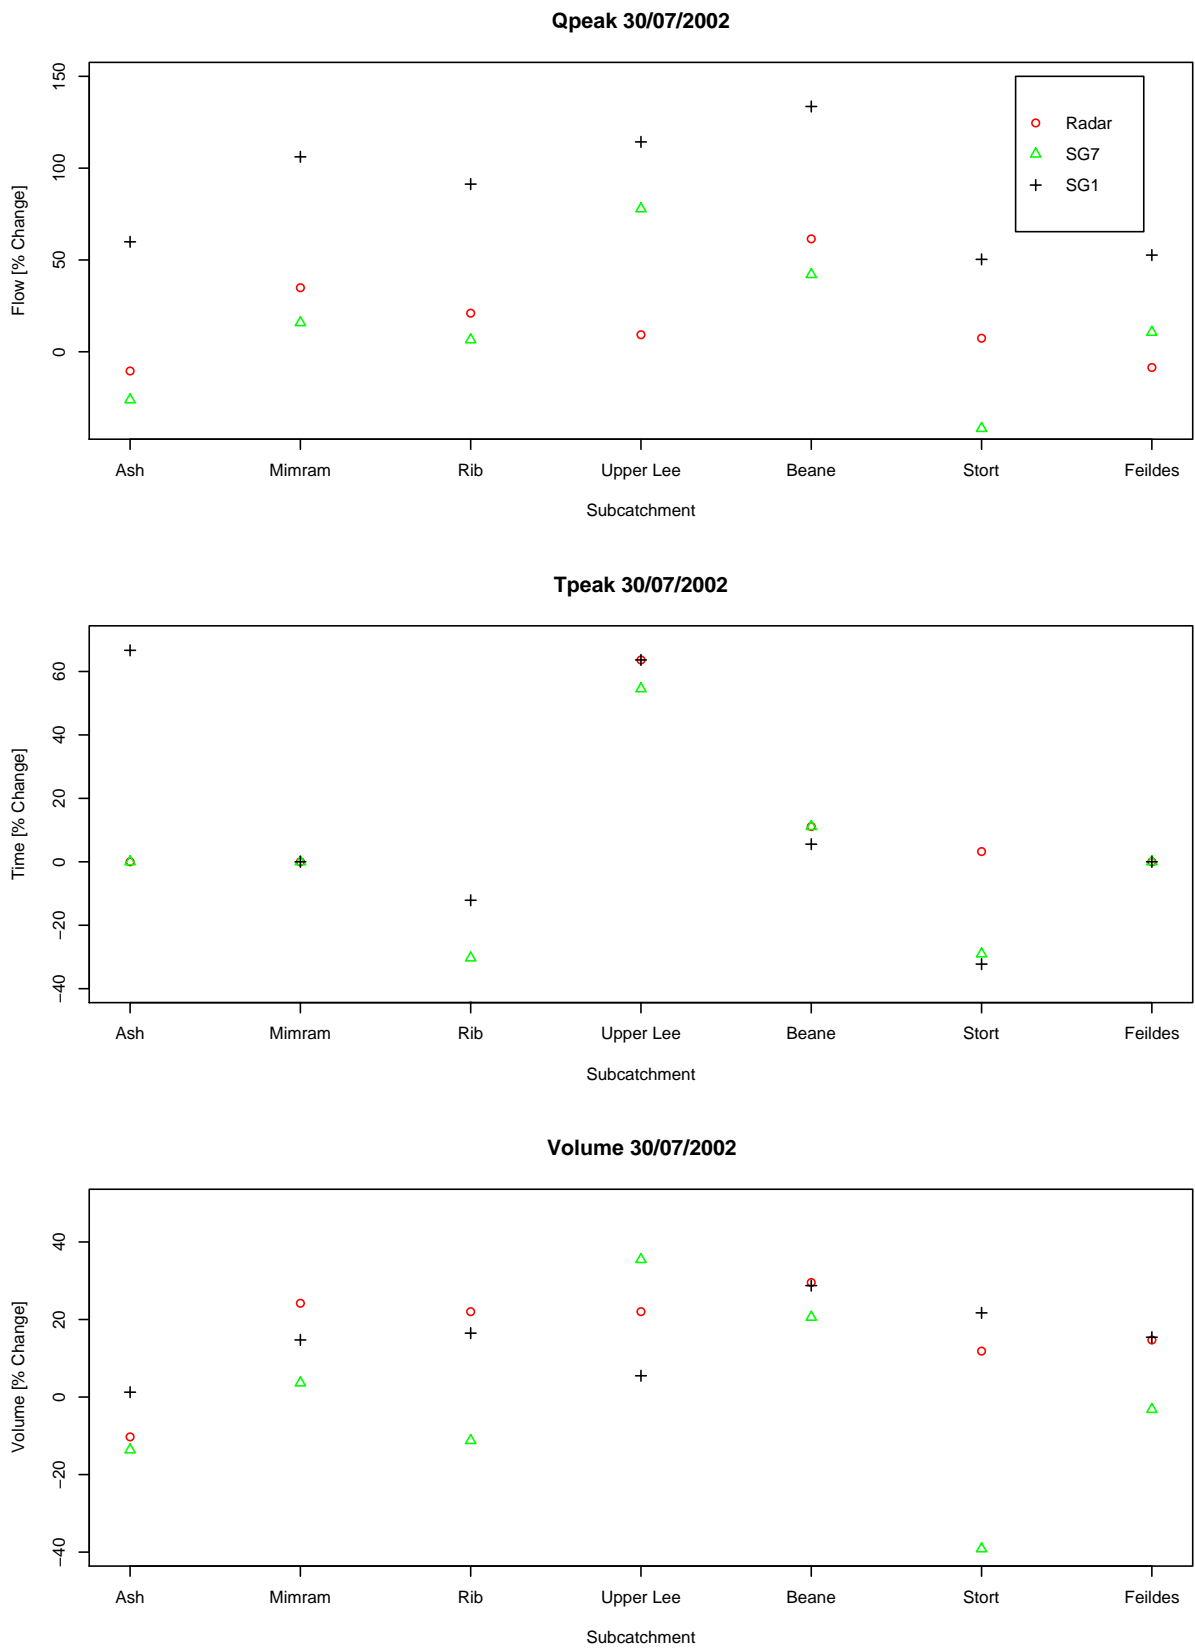 Qpeak 30/07/2002
Flow [% Change]
150
100
50
0
Radar
SG7
SG1
Ash Mimram Rib Upper Lee Beane Stort Feildes
Subcatchment
Tpeak 30/07/2002
Time [% Change]
60
40
20
0
−20
−40
Ash Mimram Rib Upper Lee Beane Stort Feildes
Subcatchment
Volume 30/07/2002
Volume [% Change]
40
20
0
−20
−40
Ash Mimram Rib Upper Lee Beane Stort Feildes
Subcatchment